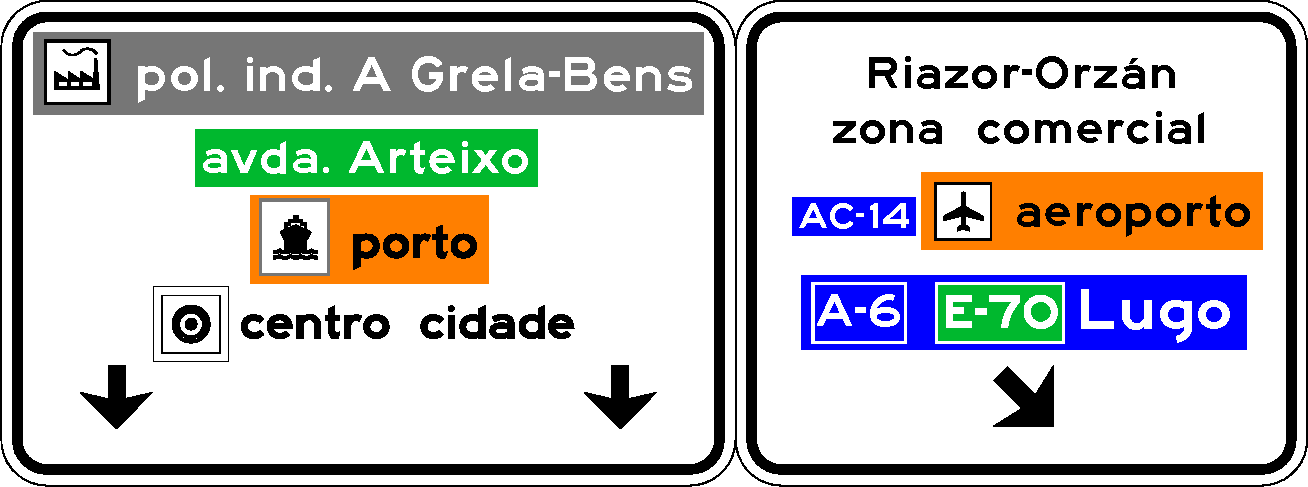 pol. ind. A Grela-Bens
avda. Arteixo
porto
centro cidade
Riazor-Orzán
zona comercial
AC-14 aeroporto
A-6 E-70 Lugo